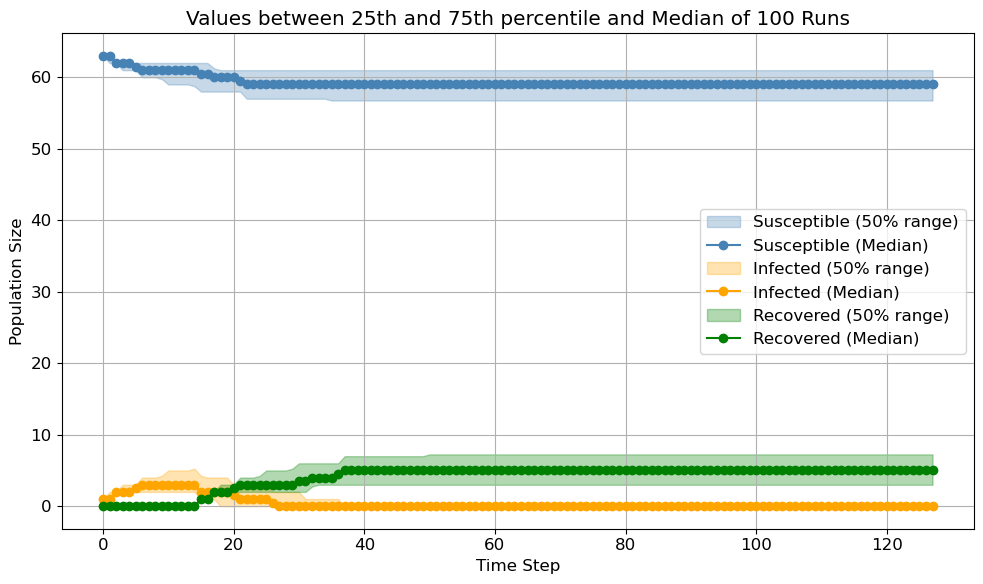 Values between 25th and 75th percentile and Median of 100 Runs
Population Size
60
50
40
30
20
10
0
Susceptible (50% range)
Susceptible (Median)
Infected (50% range)
Infected (Median)
Recovered (50% range)
Recovered (Median)
0 20 40 60 80 100 120
Time Step